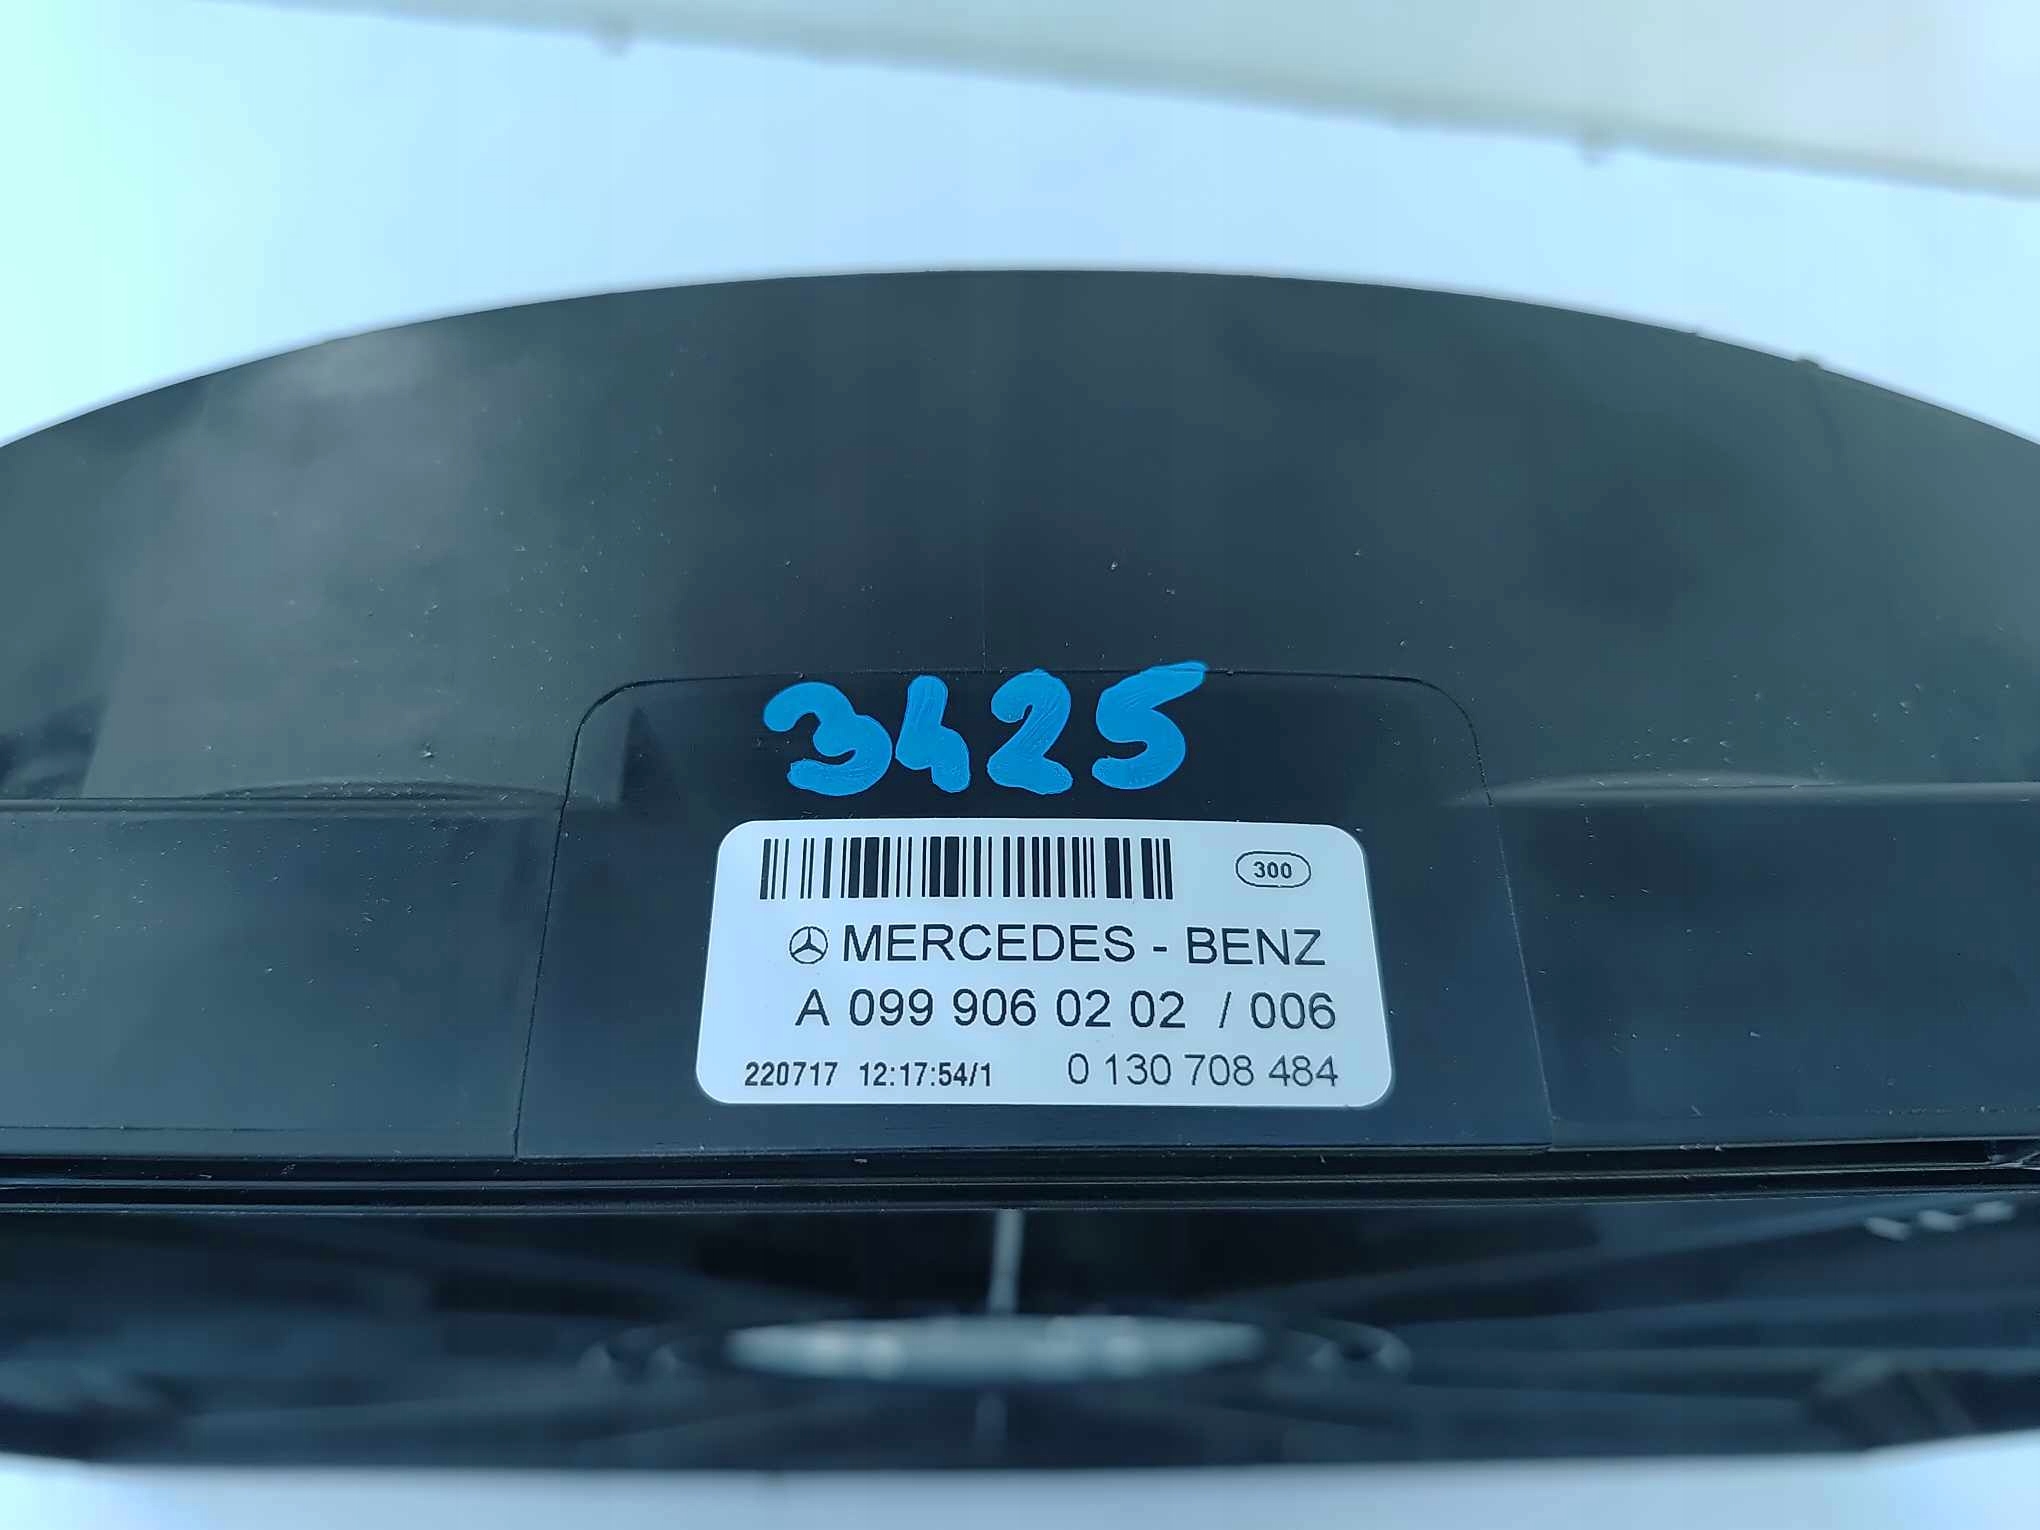 3425
300
MERCEDES - BENZ
A 099 906 02 02 / 006
220717 12:17:54/1 0 130 708 484